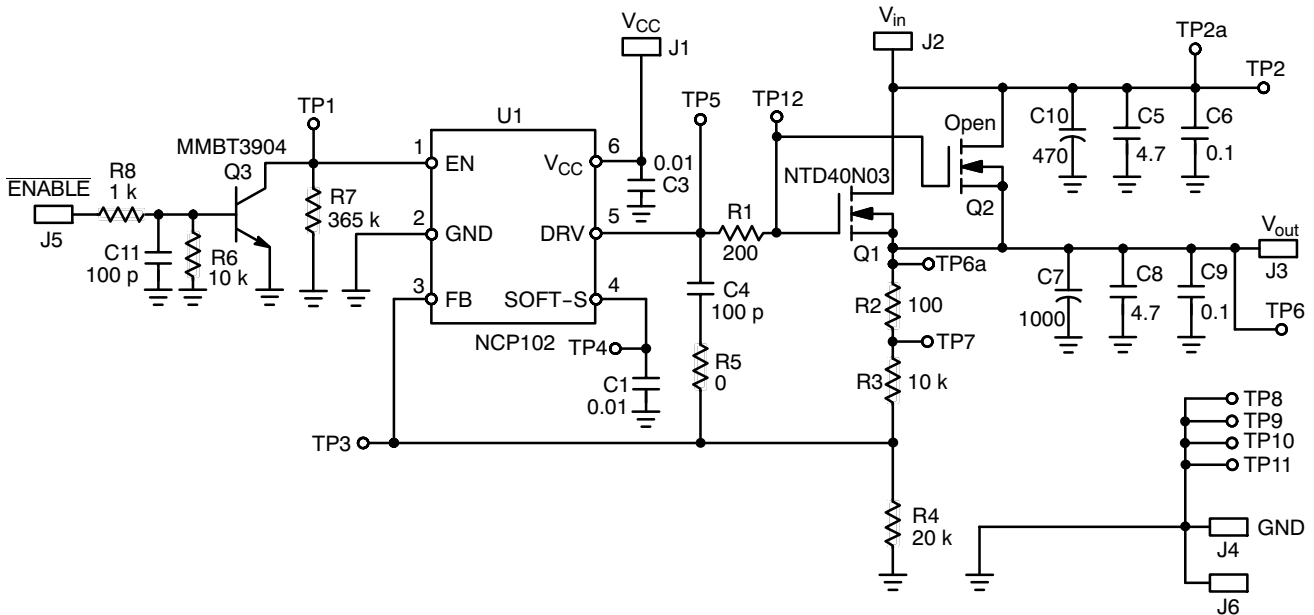 V_CC
J1
V_in
J2
TP2a
TP2
TP1
TP5
TP12
U1
MMBT3904
Q3
ENABLE
R8
1 k
J5
C11
100 p
R6
10 k
R7
365 k
1
EN
2
GND
3
FB
V_CC
6
DRV
5
SOFT–S
4
NCP102
0.01
C3
R1
200
C4
100 p
R5
0
TP4
C1
0.01
TP3
NTD40N03
Q1
Open
Q2
C10
470
C5
4.7
C6
0.1
V_out
J3
TP6a
R2
100
TP7
R3
10 k
C7
1000
C8
4.7
C9
0.1
TP6
R4
20 k
TP8
TP9
TP10
TP11
GND
J4
J6